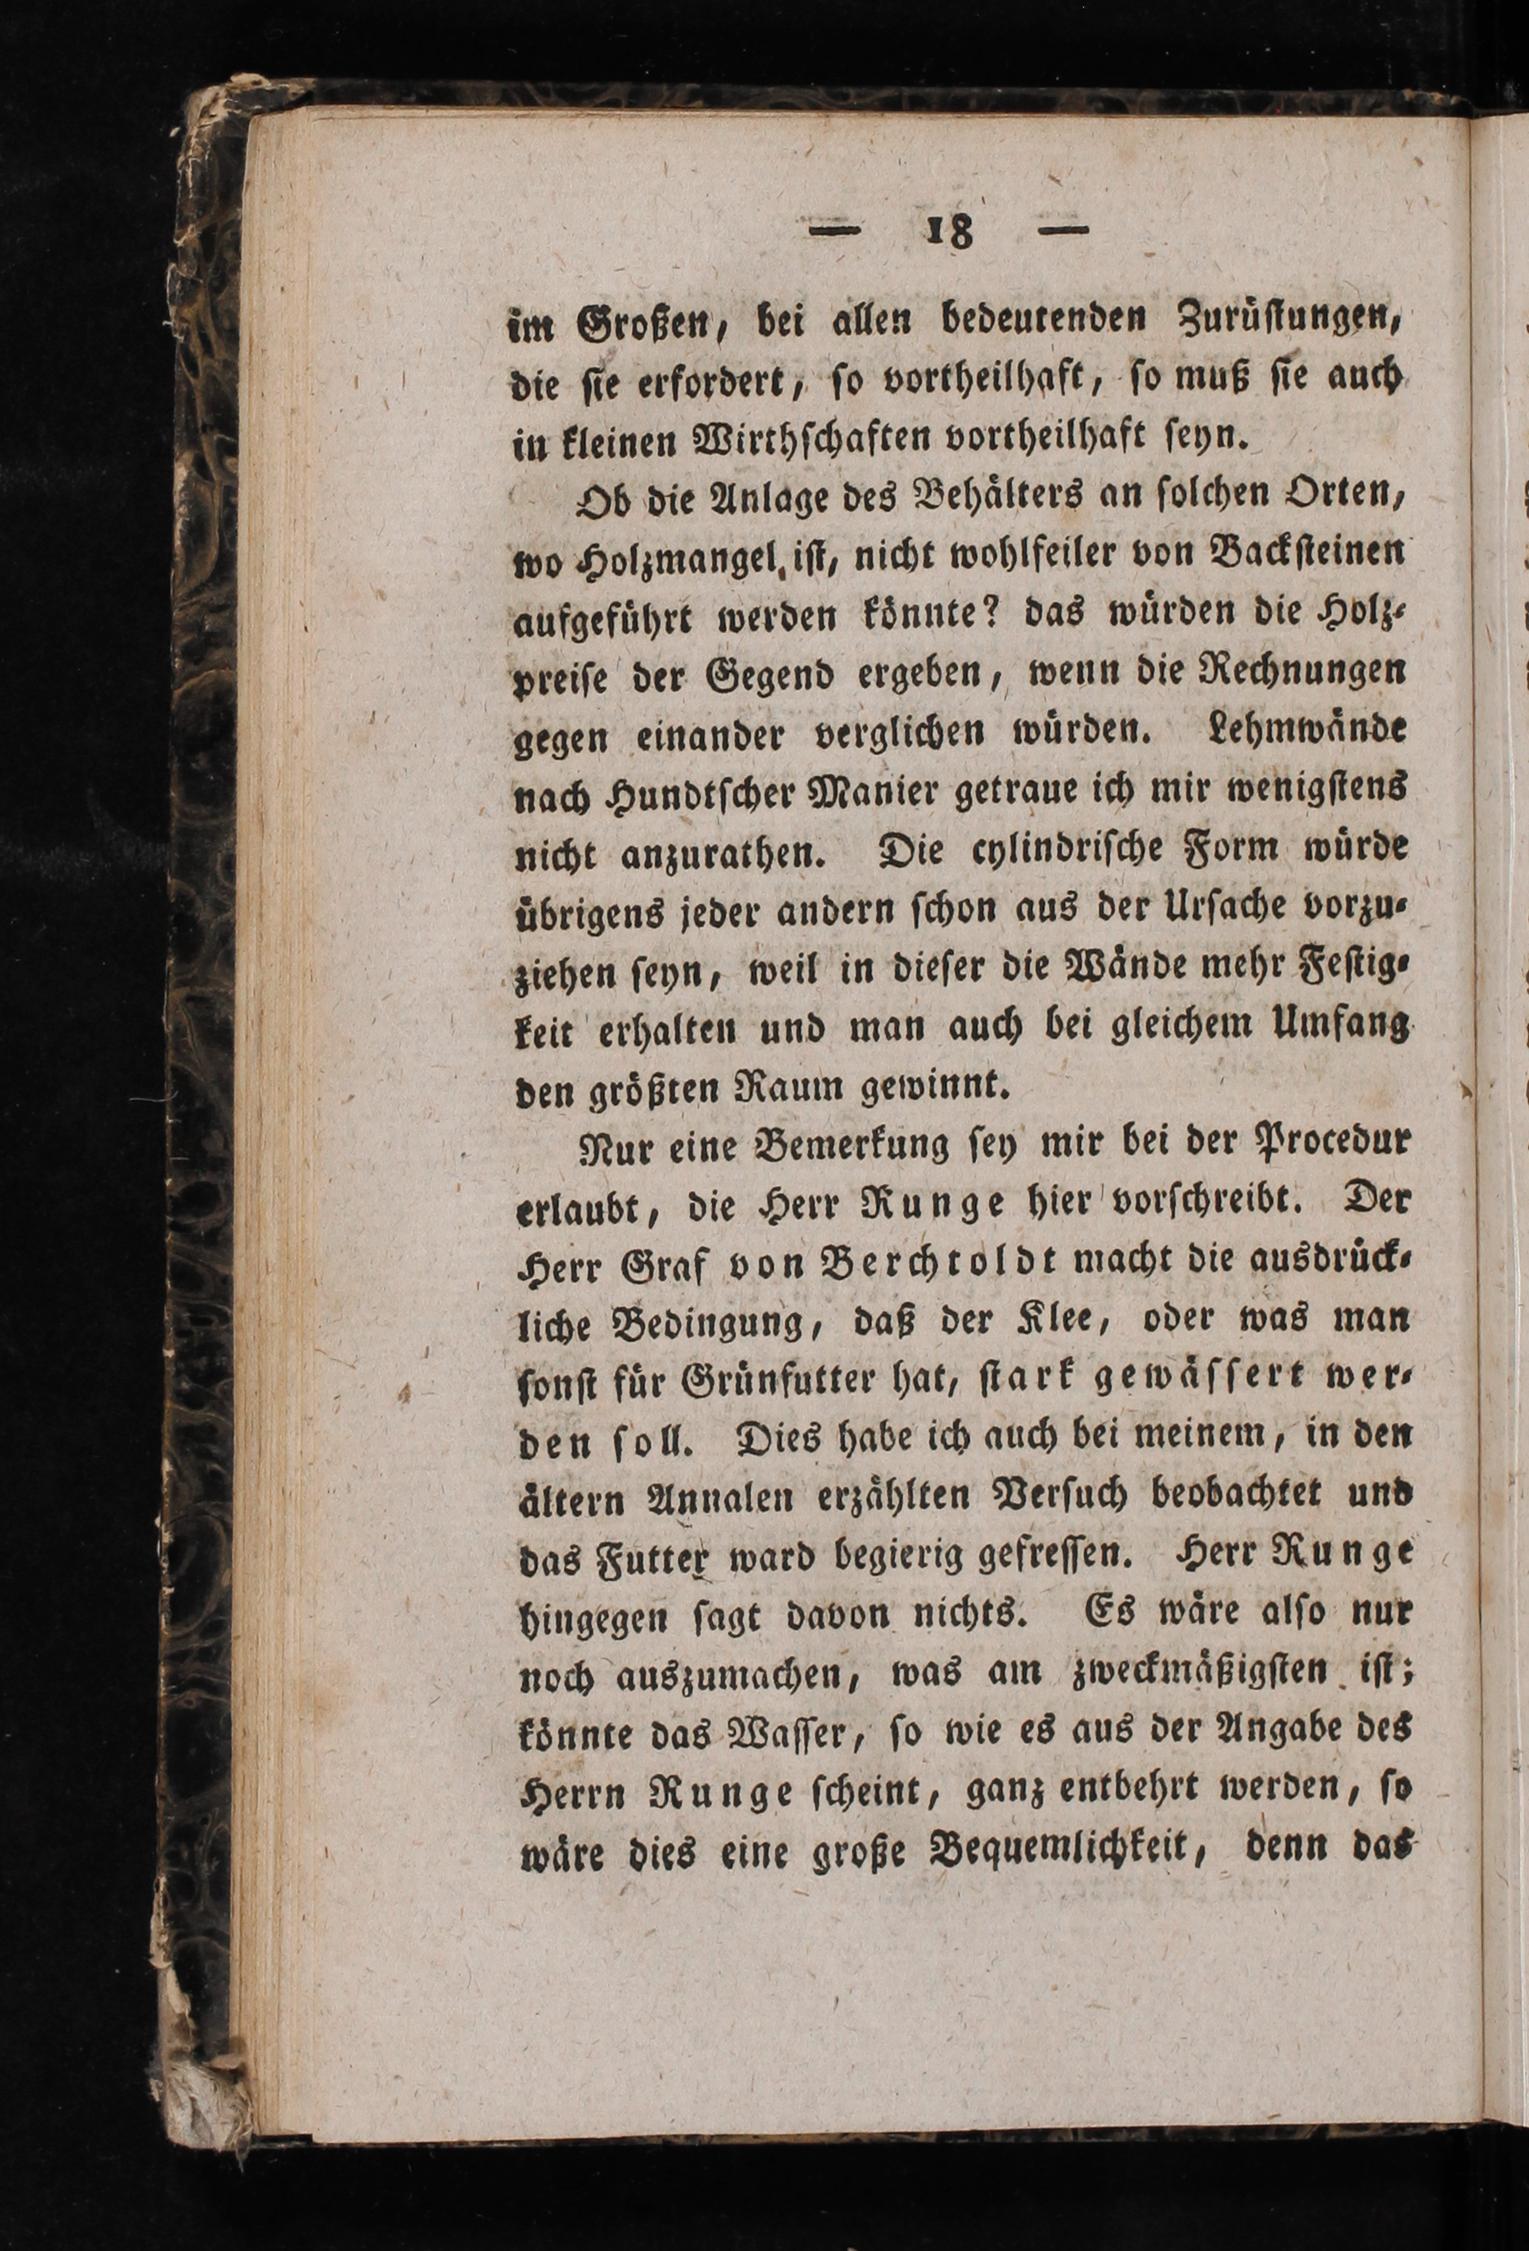 — 18 —
im Großen, bei allen bedeutenden Zurüstungen,
die sie erfordert, so vortheilhaft, so muß sie auch
in kleinen Wirthschaften vortheilhaft seyn.
Ob die Anlage des Behälters an solchen Orten,
wo Holzmangel ist, nicht wohlfeiler von Backsteinen
aufgeführt werden könnte? das würden die Holz-
preise der Gegend ergeben, wenn die Rechnungen
gegen einander verglichen würden. Lehmwände
nach Hundtscher Manier getraue ich mir wenigstens
nicht anzurathen. Die cylindrische Form würde
übrigens jeder andern schon aus der Ursache vorzu-
ziehen seyn, weil in dieser die Wände mehr Festig-
keit erhalten und man auch bei gleichem Umfang
den größten Raum gewinnt.
Nur eine Bemerkung sey mir bei der Procedur
erlaubt, die Herr Runge hier vorschreibt. Der
Herr Graf von Berchtoldt macht die ausdrück-
liche Bedingung, daß der Klee, oder was man
sonst für Grünfutter hat, stark gewässert wer-
den soll. Dies habe ich auch bei meinem, in den
ältern Annalen erzählten Versuch beobachtet und
das Futter ward begierig gefressen. Herr Runge
hingegen sagt davon nichts. Es wäre also nur
noch auszumachen, was am zweckmäßigsten ist;
könnte das Wasser, so wie es aus der Angabe des
Herrn Runge scheint, ganz entbehrt werden, so
wäre dies eine große Bequemlichkeit, denn das